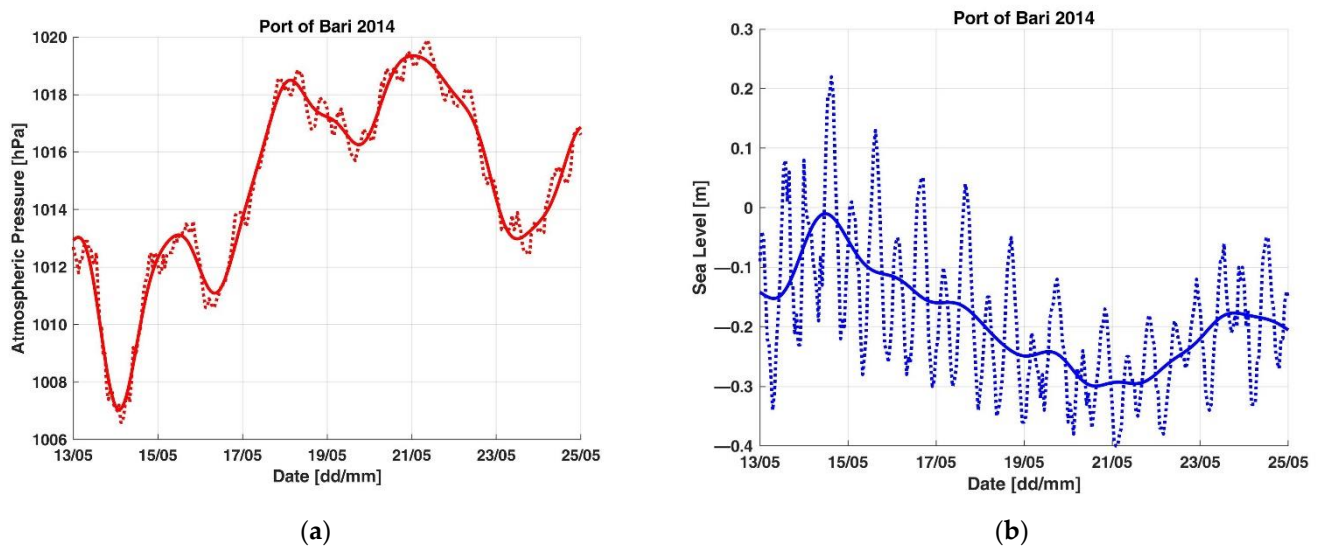 Port of Bari 2014
1020
1018
1016
1014
1012
1010
1008
1006
Atmospheric Pressure [hPa]
13/05 15/05 17/05 19/05 21/05 23/05 25/05
Date [dd/mm]
(a)
Port of Bari 2014
0.3
0.2
0.1
0
—0.1
—0.2
—0.3
—0.4
Sea Level [m]
13/05 15/05 17/05 19/05 21/05 23/05 25/05
Date [dd/mm]
(b)